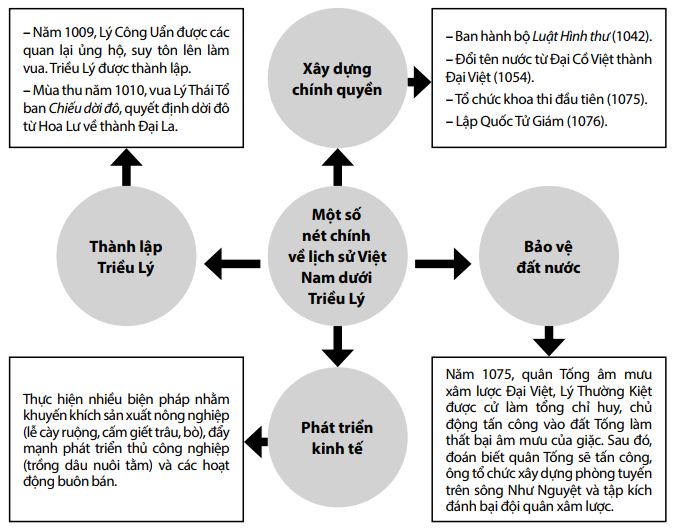 – Năm 1009, Lý Công Uẩn được các
quan lại ủng hộ, suy tôn lên làm
vua. Triều Lý được thành lập.
– Mùa thu năm 1010, vua Lý Thái Tổ
ban Chiếu dời đô, quyết định dời đô
từ Hoa Lư về thành Đại La.
Xây dựng
chính quyền
– Ban hành bộ Luật Hình thư (1042).
– Đổi tên nước từ Đại Cồ Việt thành
Đại Việt (1054).
– Tổ chức khoa thi đầu tiên (1075).
– Lập Quốc Tử Giám (1076).
Thành lập
Triều Lý
Một số
nét chính
về lịch sử Việt
Nam dưới
Triều Lý
Bảo vệ
đất nước
Thực hiện nhiều biện pháp nhằm
khuyến khích sản xuất nông nghiệp
(lễ cày ruộng, cấm giết trâu, bò), đẩy
mạnh phát triển thủ công nghiệp
(trồng dâu nuôi tằm) và các hoạt
động buôn bán.
Phát triển
kinh tế
Năm 1075, quân Tống âm mưu
xâm lược Đại Việt, Lý Thường Kiệt
được cử làm tổng chỉ huy, chủ
động tấn công vào đất Tống làm
thất bại âm mưu của giặc. Sau đó,
đoán biết quân Tống sẽ tấn công,
ông tổ chức xây dựng phòng tuyến
trên sông Như Nguyệt và tập kích
đánh bại đội quân xâm lược.